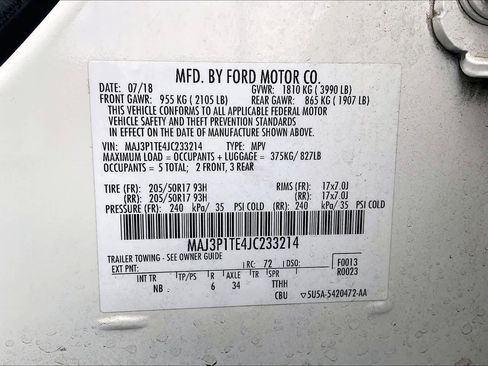 MFD. BY FORD MOTOR CO.
DATE: 07/18 GVWR: 1810 KG ( 3990 LB)
FRONT GAWR: 955 KG ( 2105 LB) REAR GAWR: 865 KG ( 1907 LB)
THIS VEHICLE CONFORMS TO ALL APPLICABLE FEDERAL MOTOR
VEHICLE SAFETY AND THEFT PREVENTION STANDARDS
IN EFFECT ON THE DATE OF MANUFACTURE SHOWN ABOVE.
VIN: MAJ3P1TE4JC233214 TYPE: MPV
MAXIMUM LOAD = OCCUPANTS + LUGGAGE = 375KG/ 827LB
OCCUPANTS = 5 TOTAL; 2 FRONT, 3 REAR
TIRE (FR): 205/50R17 93H RIMS (FR): 17x7.0J
(RR): 205/50R17 93H (RR): 17x7.0J
PRESSURE (FR): 240 kPa/ 35 PSI COLD (RR): 240 kPa/ 35 PSI COLD
MAJ3P1TE4JC233214
TRAILER TOWING - SEE OWNER GUIDE
EXT PNT: RC: 72 DSO: F0013
R0023
INT TR TP/PS R AXLE TR SPR
NB 6 34 TTHH
CBU ▽5U5A-5420472-AA